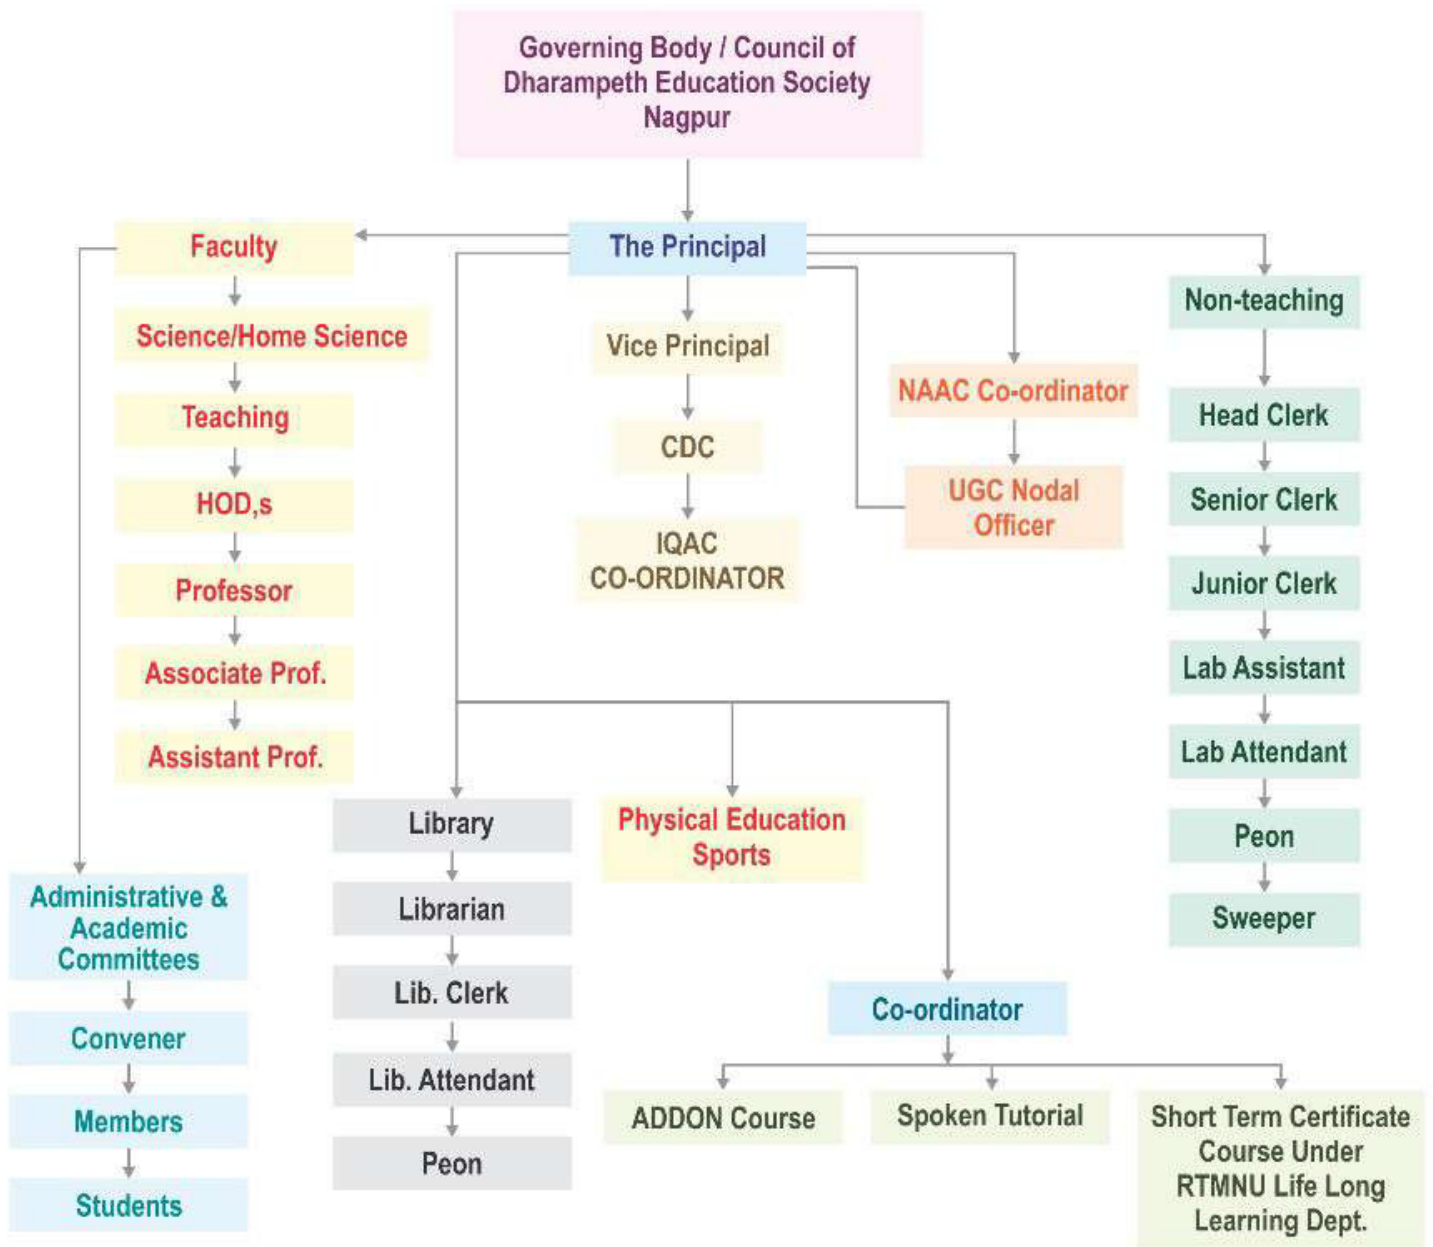 Governing Body / Council of
Dharampeth Education Society
Nagpur
The Principal
Faculty
Science/Home Science
Teaching
HOD,s
Professor
Associate Prof.
Assistant Prof.
Administrative &
Academic
Committees
Convener
Members
Students
Vice Principal
CDC
IQAC
CO-ORDINATOR
NAAC Co-ordinator
UGC Nodal
Officer
Non-teaching
Head Clerk
Senior Clerk
Junior Clerk
Lab Assistant
Lab Attendant
Peon
Sweeper
Library
Librarian
Lib. Clerk
Lib. Attendant
Peon
Physical Education
Sports
Co-ordinator
ADDON Course
Spoken Tutorial
Short Term Certificate
Course Under
RTMNU Life Long
Learning Dept.